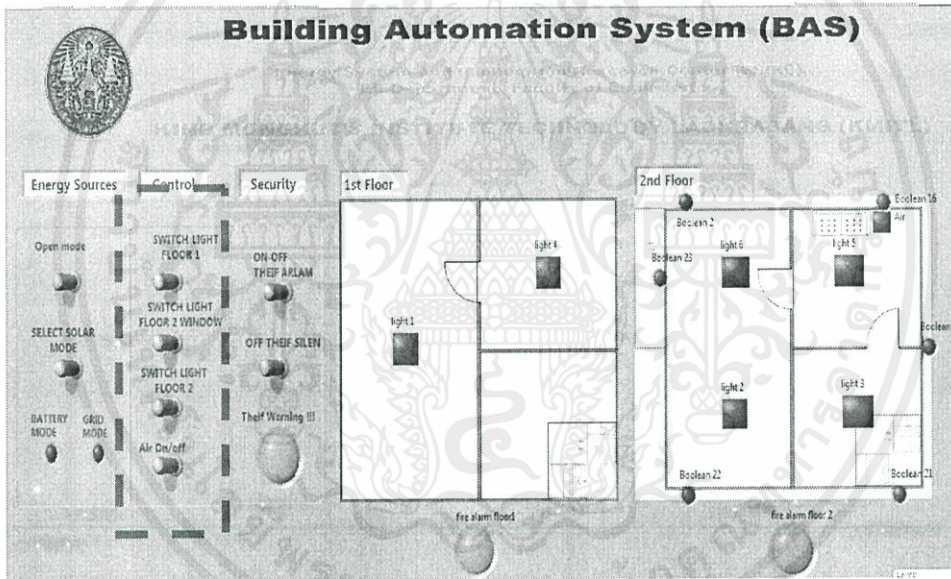 Building Automation System (BAS)
Energy Sources
Control
Security
1st Floor
2nd Floor
Open mode
SELECT SOLAR
MODE
BATTERY
MODE
GRID
MODE
SWITCH LIGHT
FLOOR 1
SWITCH LIGHT
FLOOR 2 WINDOW
SWITCH LIGHT
FLOOR 2
Air On/off
ON-OFF
THEIF ARLAM
OFF THEIF SILEN
Theif Warning !!!
light 4
light 1
fire alarm floor1
Boolean 16
Boolean 2
Air
light 6
light 5
Boolean 23
Boolean
light 2
light 3
Boolean 22
Boolean 21
fire alarm floor 2